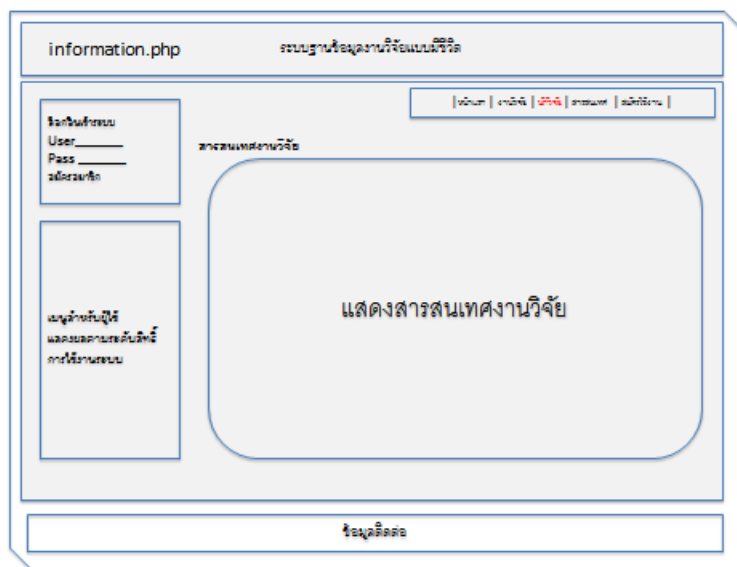 information.php ระบบฐานข้อมูลงานวิจัยแบบมีชีวิต
|หน้าแรก | งานวิจัย | นักวิจัย | สารสนเทศ | สมัครใช้งาน |
ล็อกอินเข้าระบบ
User______
Pass ______
สมัครสมาชิก
สารสนเทศงานวิจัย
แสดงสารสนเทศงานวิจัย
เมนูสำหรับผู้ใช้
แสดงผลตามระดับสิทธิ์
การใช้งานระบบ
ข้อมูลติดต่อ